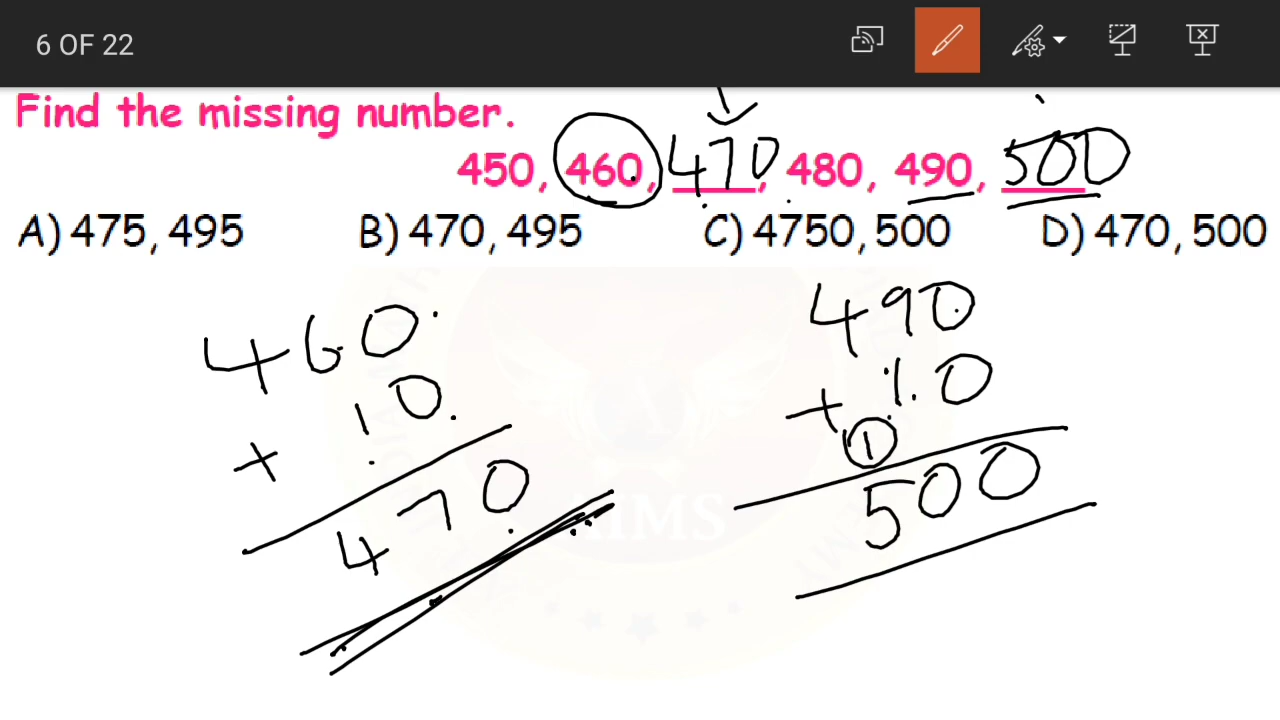 6 OF 22
Find the missing number.
450, 460, 470, 480, 490, 500
A) 475, 495 B) 470, 495 C) 4750, 500 D) 470, 500
460 490
+ 10 + 10
1
470 500
AIMS